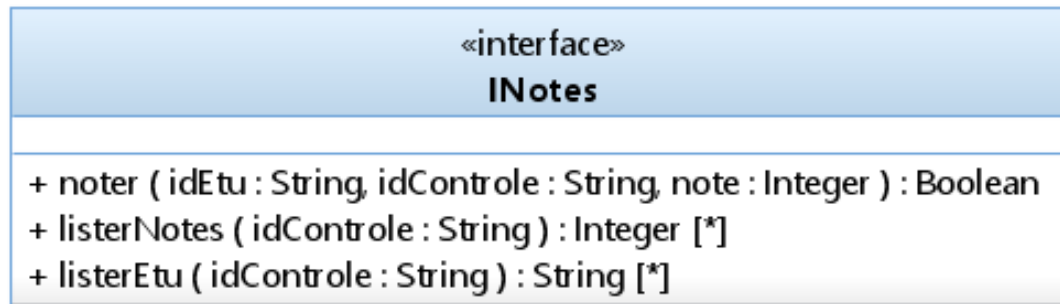 «interface»
INotes
+ noter ( idEtu : String, idControle : String, note : Integer ) : Boolean
+ listerNotes ( idControle : String ) : Integer [*]
+ listerEtu ( idControle : String ) : String [*]